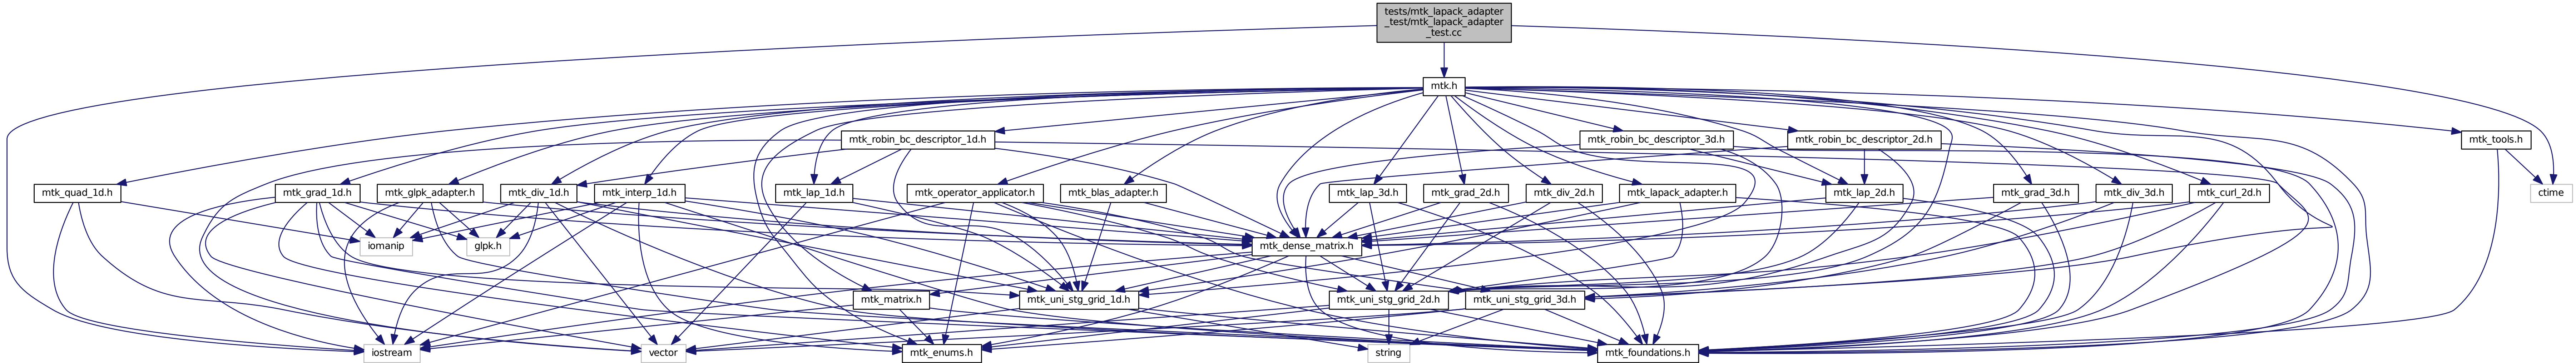 tests/mtk_lapack_adapter
_test/mtk_lapack_adapter
_test.cc
mtk.h
mtk_robin_bc_descriptor_1d.h
mtk_robin_bc_descriptor_3d.h
mtk_robin_bc_descriptor_2d.h
mtk_tools.h
mtk_quad_1d.h
mtk_grad_1d.h
mtk_glpk_adapter.h
mtk_div_1d.h
mtk_interp_1d.h
mtk_lap_1d.h
mtk_operator_applicator.h
mtk_blas_adapter.h
mtk_lap_3d.h
mtk_grad_2d.h
mtk_div_2d.h
mtk_lapack_adapter.h
mtk_lap_2d.h
mtk_grad_3d.h
mtk_div_3d.h
mtk_curl_2d.h
ctime
iomanip
glpk.h
mtk_dense_matrix.h
mtk_matrix.h
mtk_uni_stg_grid_1d.h
mtk_uni_stg_grid_2d.h
mtk_uni_stg_grid_3d.h
iostream
vector
mtk_enums.h
string
mtk_foundations.h